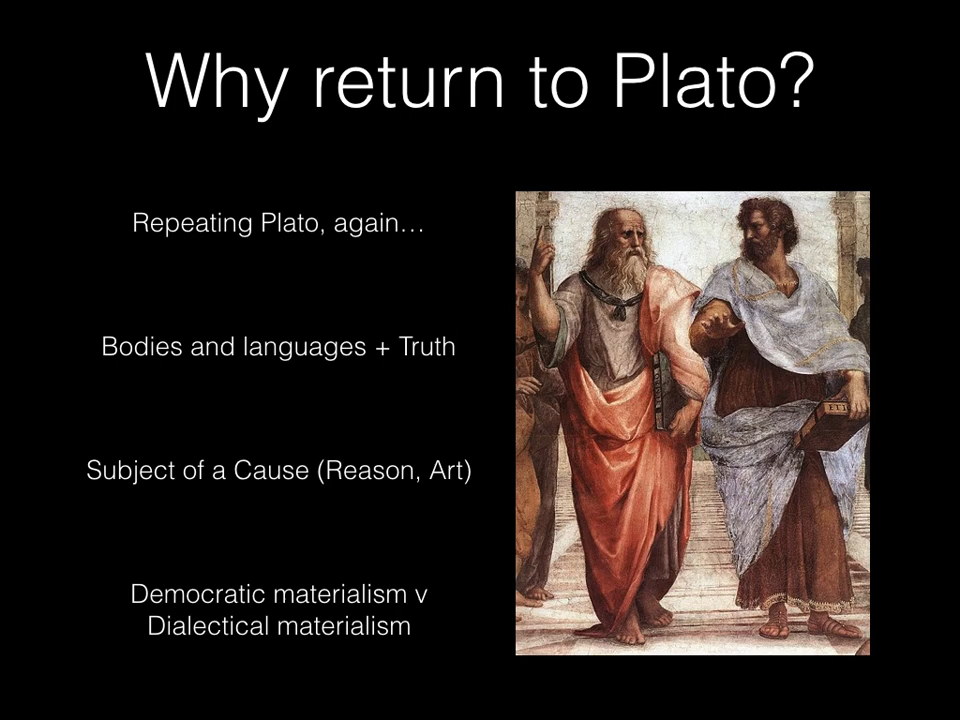 Why return to Plato?
Repeating Plato, again…
Bodies and languages + Truth
Subject of a Cause (Reason, Art)
Democratic materialism v
Dialectical materialism